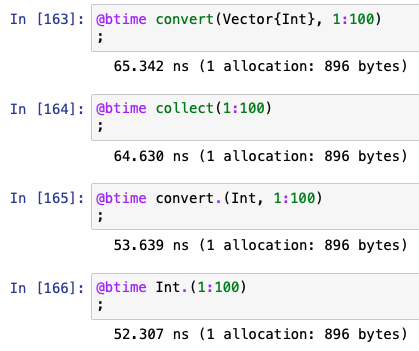 In [163]: @btime convert(Vector{Int}, 1:100)
;
65.342 ns (1 allocation: 896 bytes)
In [164]: @btime collect(1:100)
;
64.630 ns (1 allocation: 896 bytes)
In [165]: @btime convert.(Int, 1:100)
;
53.639 ns (1 allocation: 896 bytes)
In [166]: @btime Int.(1:100)
;
52.307 ns (1 allocation: 896 bytes)